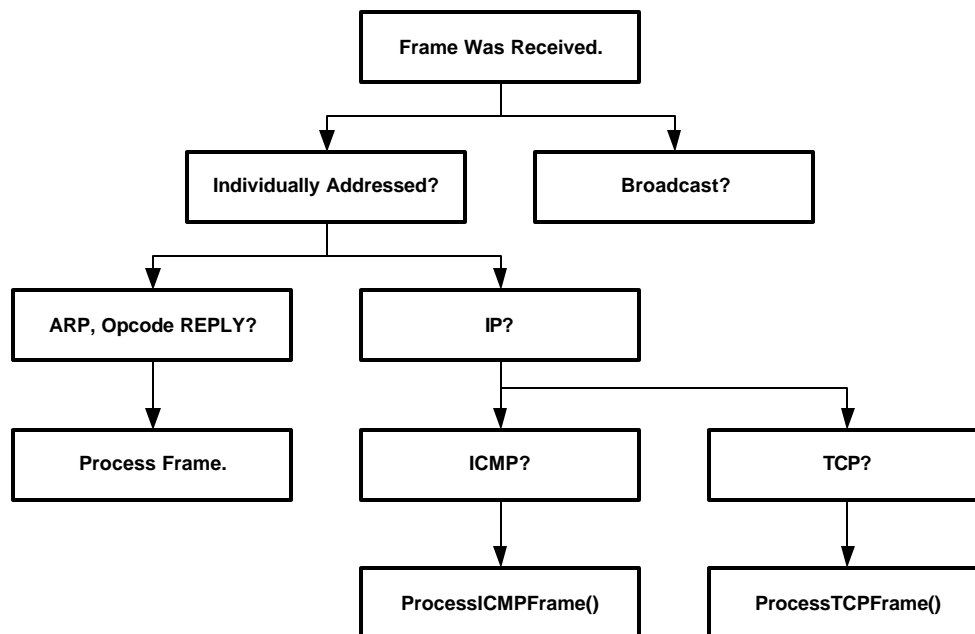 Frame Was Received.
Individually Addressed?
Broadcast?
ARP, Opcode REPLY?
IP?
Process Frame.
ICMP?
TCP?
ProcessICMPFrame()
ProcessTCPFrame()